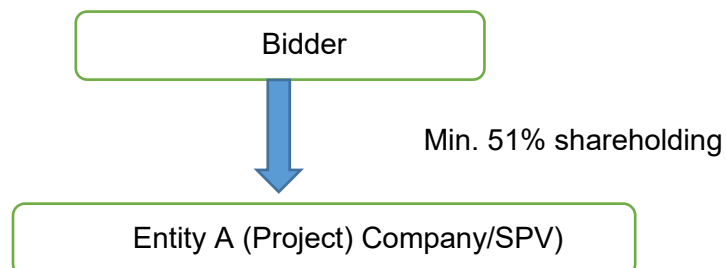 Bidder
Min. 51% shareholding
Entity A (Project) Company/SPV)